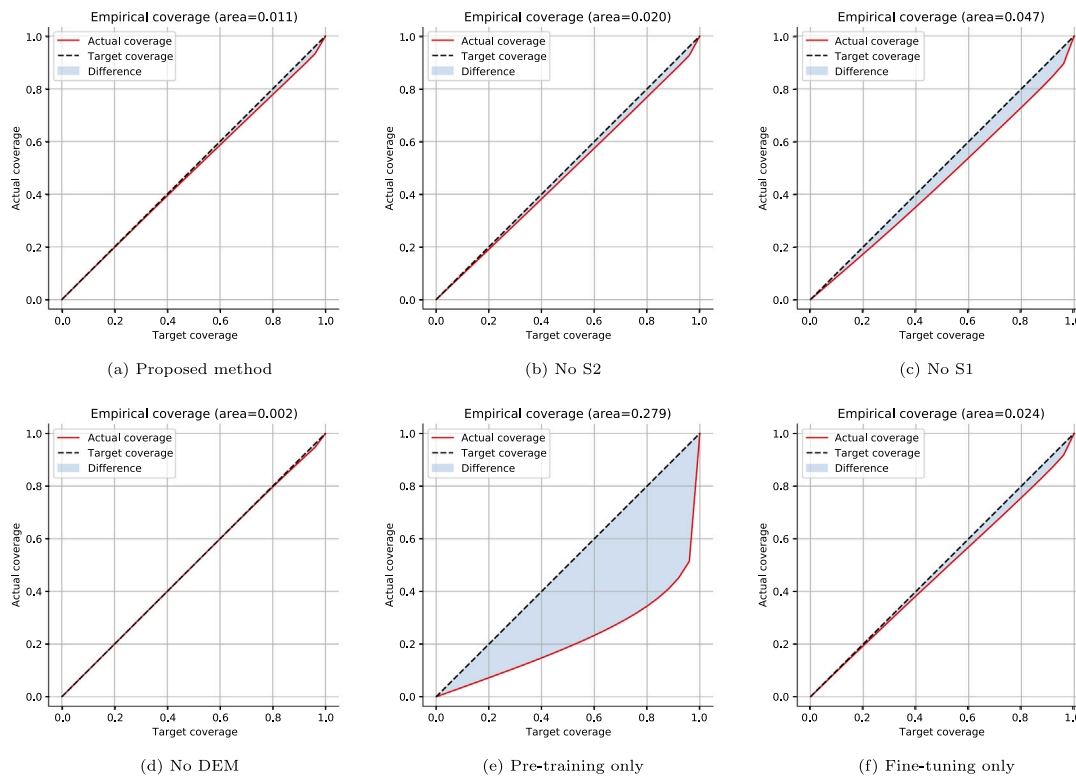 Empirical coverage (area=0.011)
Actual coverage
Target coverage
Difference
1.0
0.8
0.6
0.4
0.2
0.0
Actual coverage
0.0 0.2 0.4 0.6 0.8 1.0
Target coverage
(a) Proposed method
Empirical coverage (area=0.020)
Actual coverage
Target coverage
Difference
1.0
0.8
0.6
0.4
0.2
0.0
Actual coverage
0.0 0.2 0.4 0.6 0.8 1.0
Target coverage
(b) No S2
Empirical coverage (area=0.047)
Actual coverage
Target coverage
Difference
1.0
0.8
0.6
0.4
0.2
0.0
Actual coverage
0.0 0.2 0.4 0.6 0.8 1.0
Target coverage
(c) No S1
Empirical coverage (area=0.002)
Actual coverage
Target coverage
Difference
1.0
0.8
0.6
0.4
0.2
0.0
Actual coverage
0.0 0.2 0.4 0.6 0.8 1.0
Target coverage
(d) No DEM
Empirical coverage (area=0.279)
Actual coverage
Target coverage
Difference
1.0
0.8
0.6
0.4
0.2
0.0
Actual coverage
0.0 0.2 0.4 0.6 0.8 1.0
Target coverage
(e) Pre-training only
Empirical coverage (area=0.024)
Actual coverage
Target coverage
Difference
1.0
0.8
0.6
0.4
0.2
0.0
Actual coverage
0.0 0.2 0.4 0.6 0.8 1.0
Target coverage
(f) Fine-tuning only